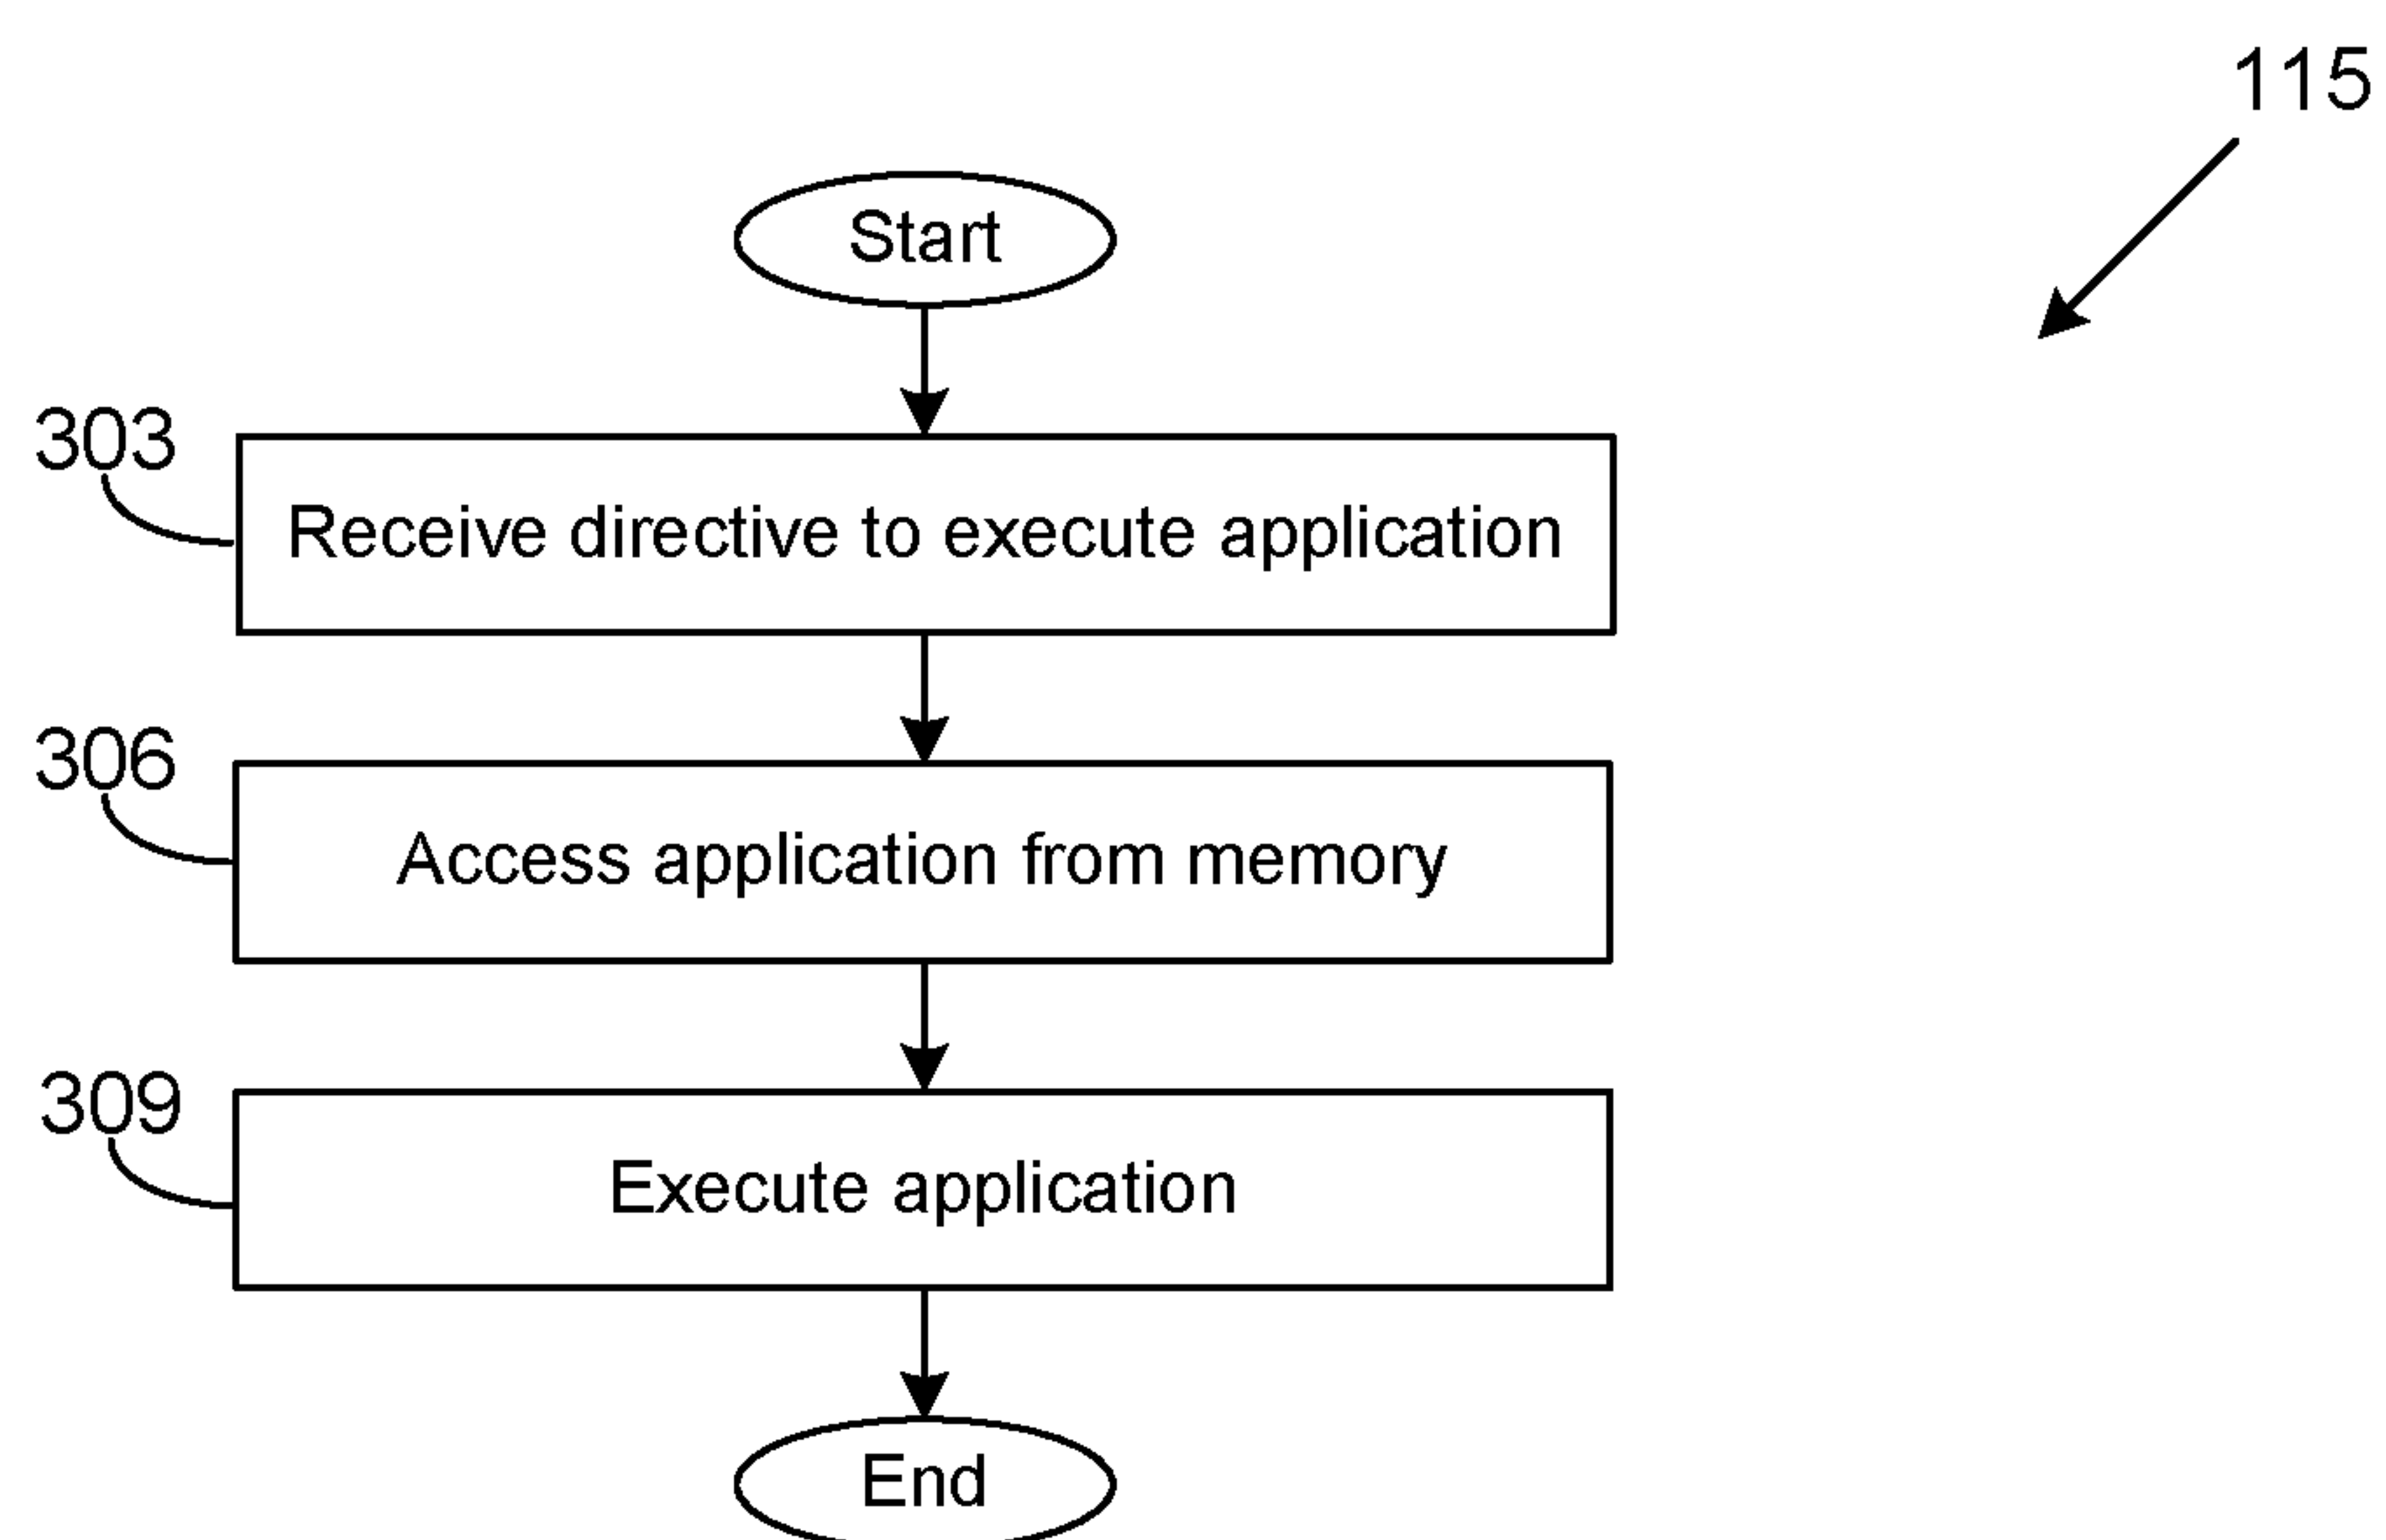 115
Start
303
Receive directive to execute application
306
Access application from memory
309
Execute application
End